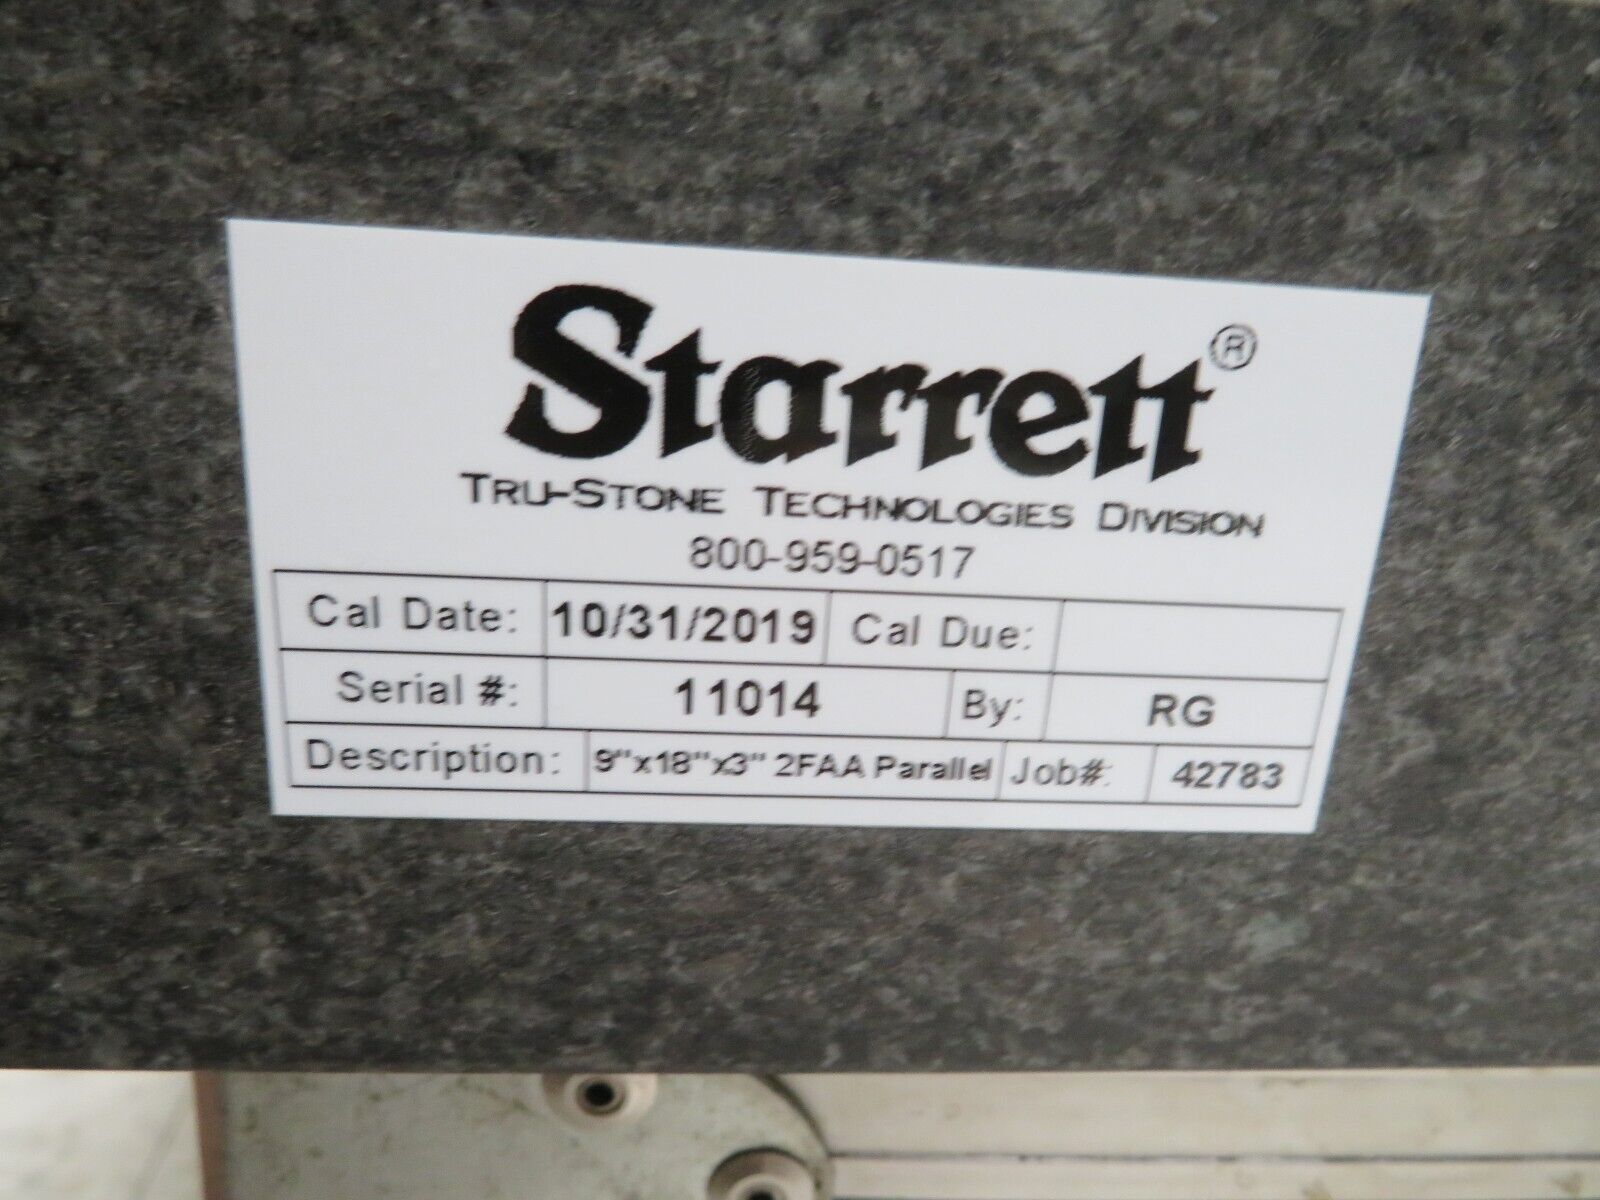 Starrett®
TRU-STONE TECHNOLOGIES DIVISION
800-959-0517
Cal Date: 10/31/2019 Cal Due:
Serial #: 11014 By: RG
Description: 9"x18"x3" 2FAA Parallel Job#: 42783